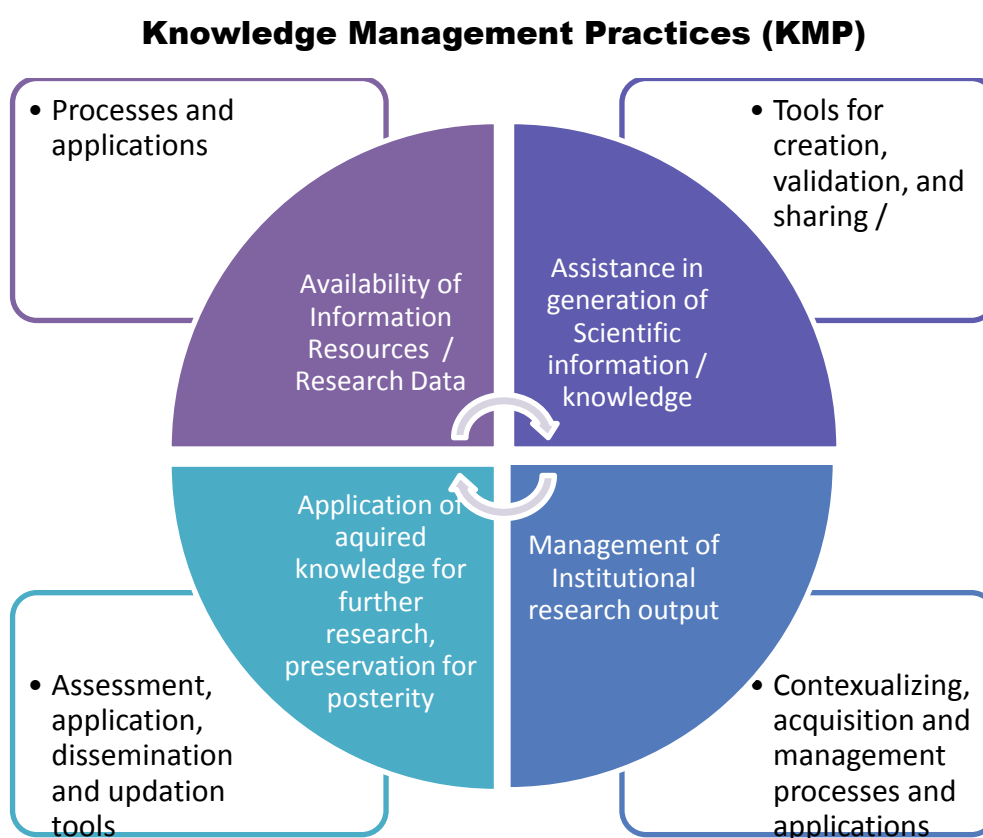 Knowledge Management Practices (KMP)
• Processes and
applications
• Tools for
creation,
validation, and
sharing /
Availability of
Information
Resources /
Research Data
Assistance in
generation of
Scientific
information /
knowledge
Application of
aquired
knowledge for
further
research,
preservation for
posterity
Management of
Institutional
research output
• Assessment,
application,
dissemination
and updation
tools
• Contexualizing,
acquisition and
management
processes and
applications